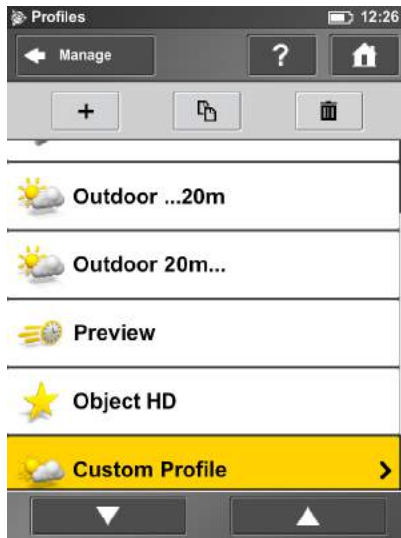 Profiles 12:26
Manage ?
+
Outdoor ...20m
Outdoor 20m...
Preview
Object HD
Custom Profile